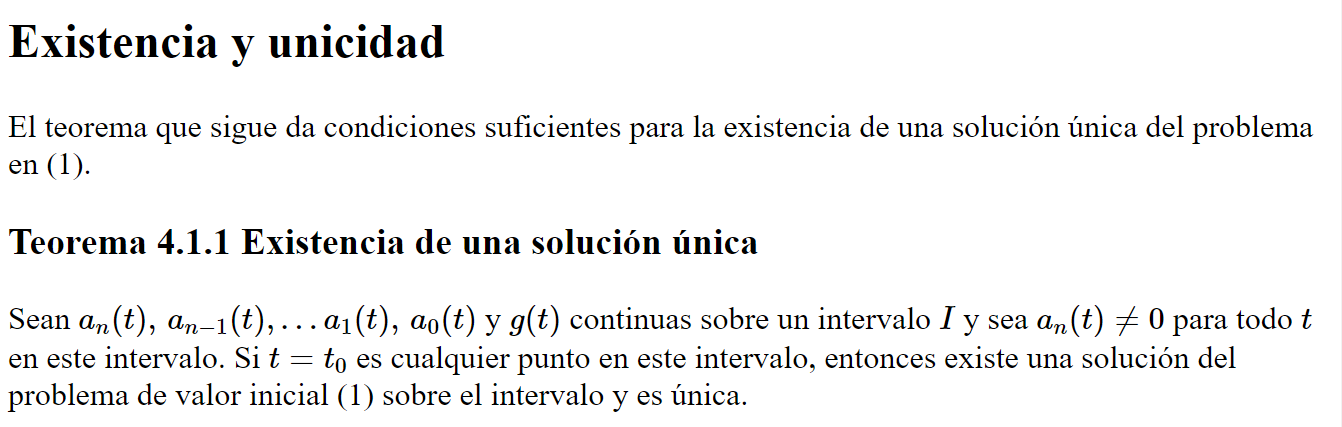 Existencia y unicidad
El teorema que sigue da condiciones suficientes para la existencia de una solución única del problema
en (1).
Teorema 4.1.1 Existencia de una solución única
Sean aₙ(t), aₙ₋₁(t), … a₁(t), a₀(t) y g(t) continuas sobre un intervalo I y sea aₙ(t) ≠ 0 para todo t
en este intervalo. Si t = t₀ es cualquier punto en este intervalo, entonces existe una solución del
problema de valor inicial (1) sobre el intervalo y es única.